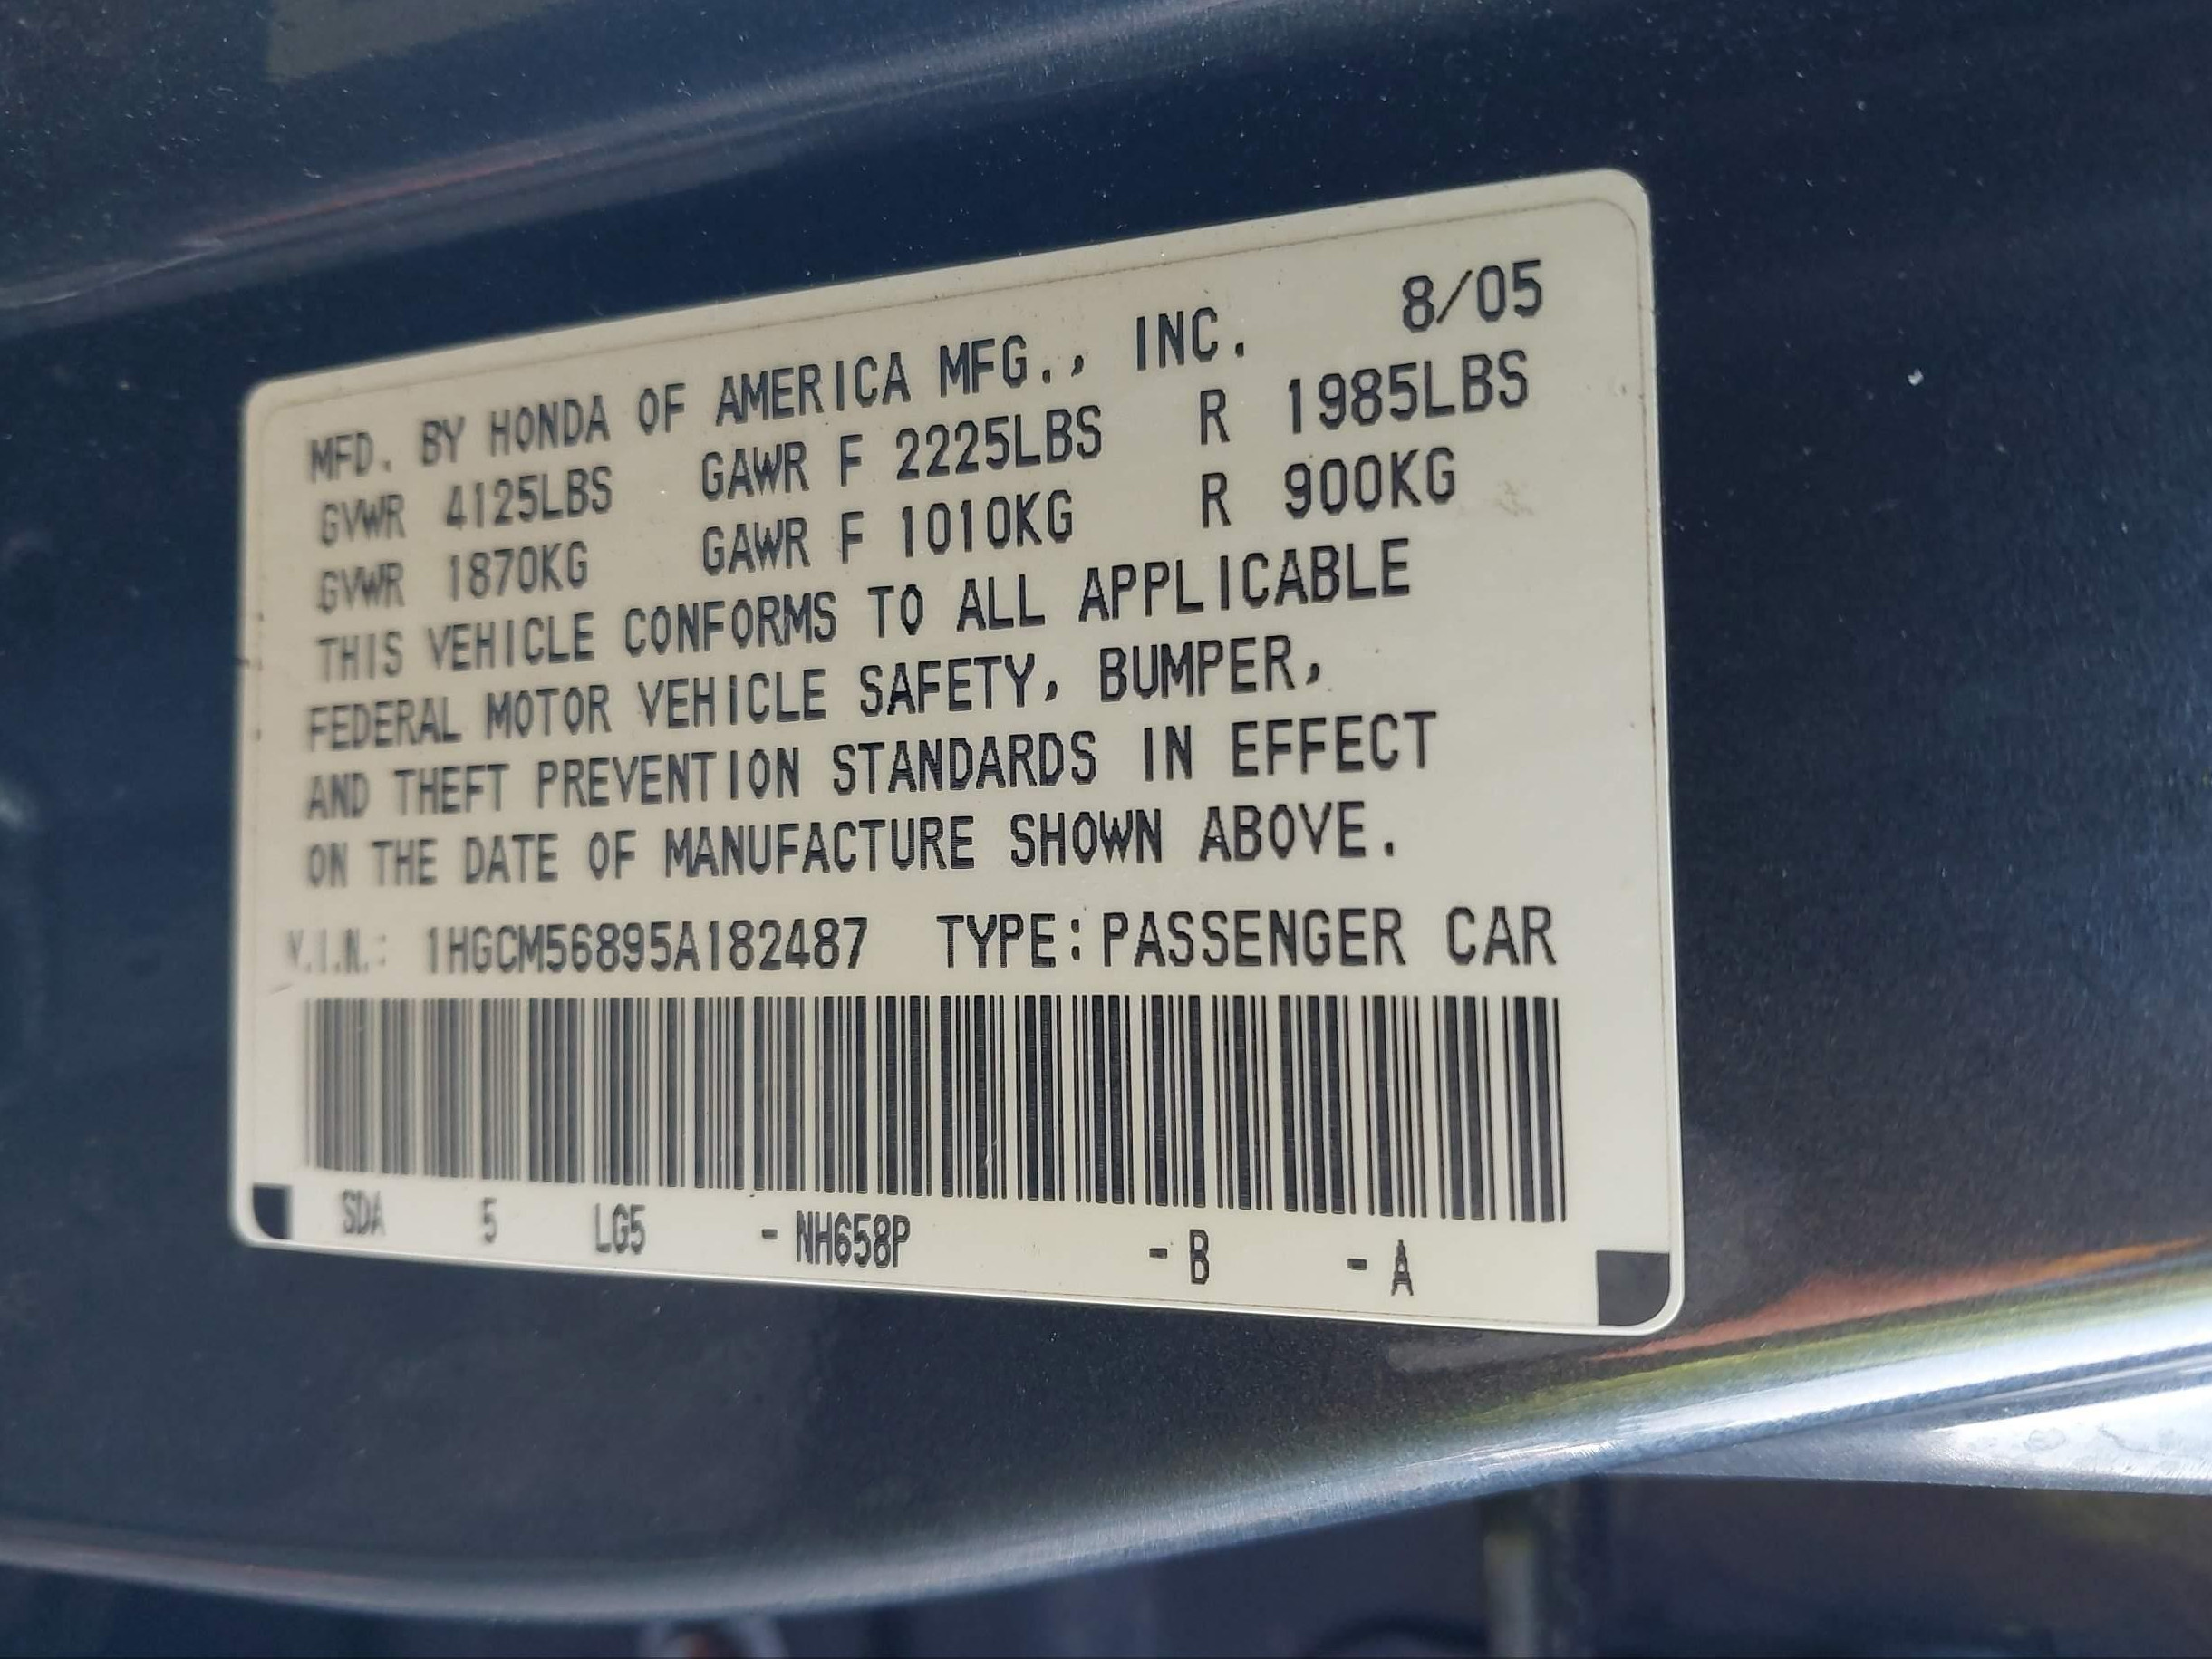 MFD. BY HONDA OF AMERICA MFG., INC. 8/05
GVWR 4125LBS GAWR F 2225LBS R 1985LBS
GVWR 1870KG GAWR F 1010KG R 900KG
THIS VEHICLE CONFORMS TO ALL APPLICABLE
FEDERAL MOTOR VEHICLE SAFETY, BUMPER,
AND THEFT PREVENTION STANDARDS IN EFFECT
ON THE DATE OF MANUFACTURE SHOWN ABOVE.
V.I.N.: 1HGCM56895A182487 TYPE: PASSENGER CAR
SDA 5 LG5 - NH658P - B - A